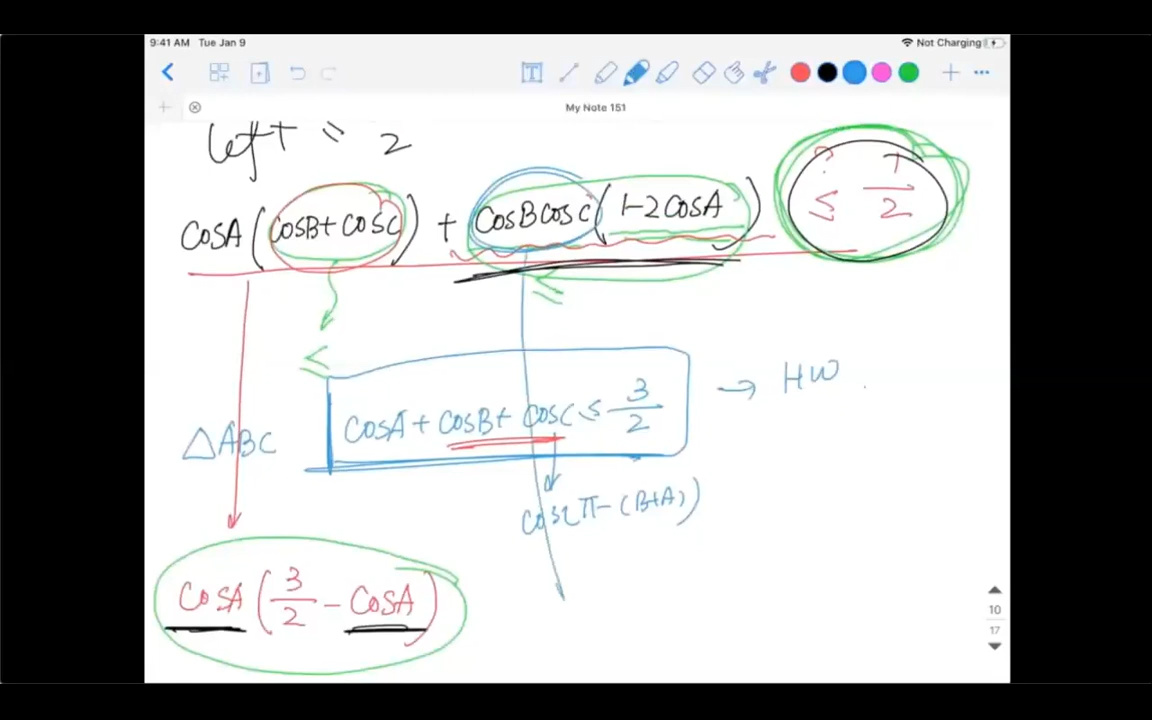 9:41 AM Tue Jan 9
Not Charging
My Note 151
left = 2
cosA(cosB+cosC) + cosBcosC(1-2cosA) ≤ 1/2
?
≤
≤
cosA+cosB+cosC ≤ 3/2 → HW
△ABC
cos(π-(B+A))
cosA(3/2 - cosA)
10
17